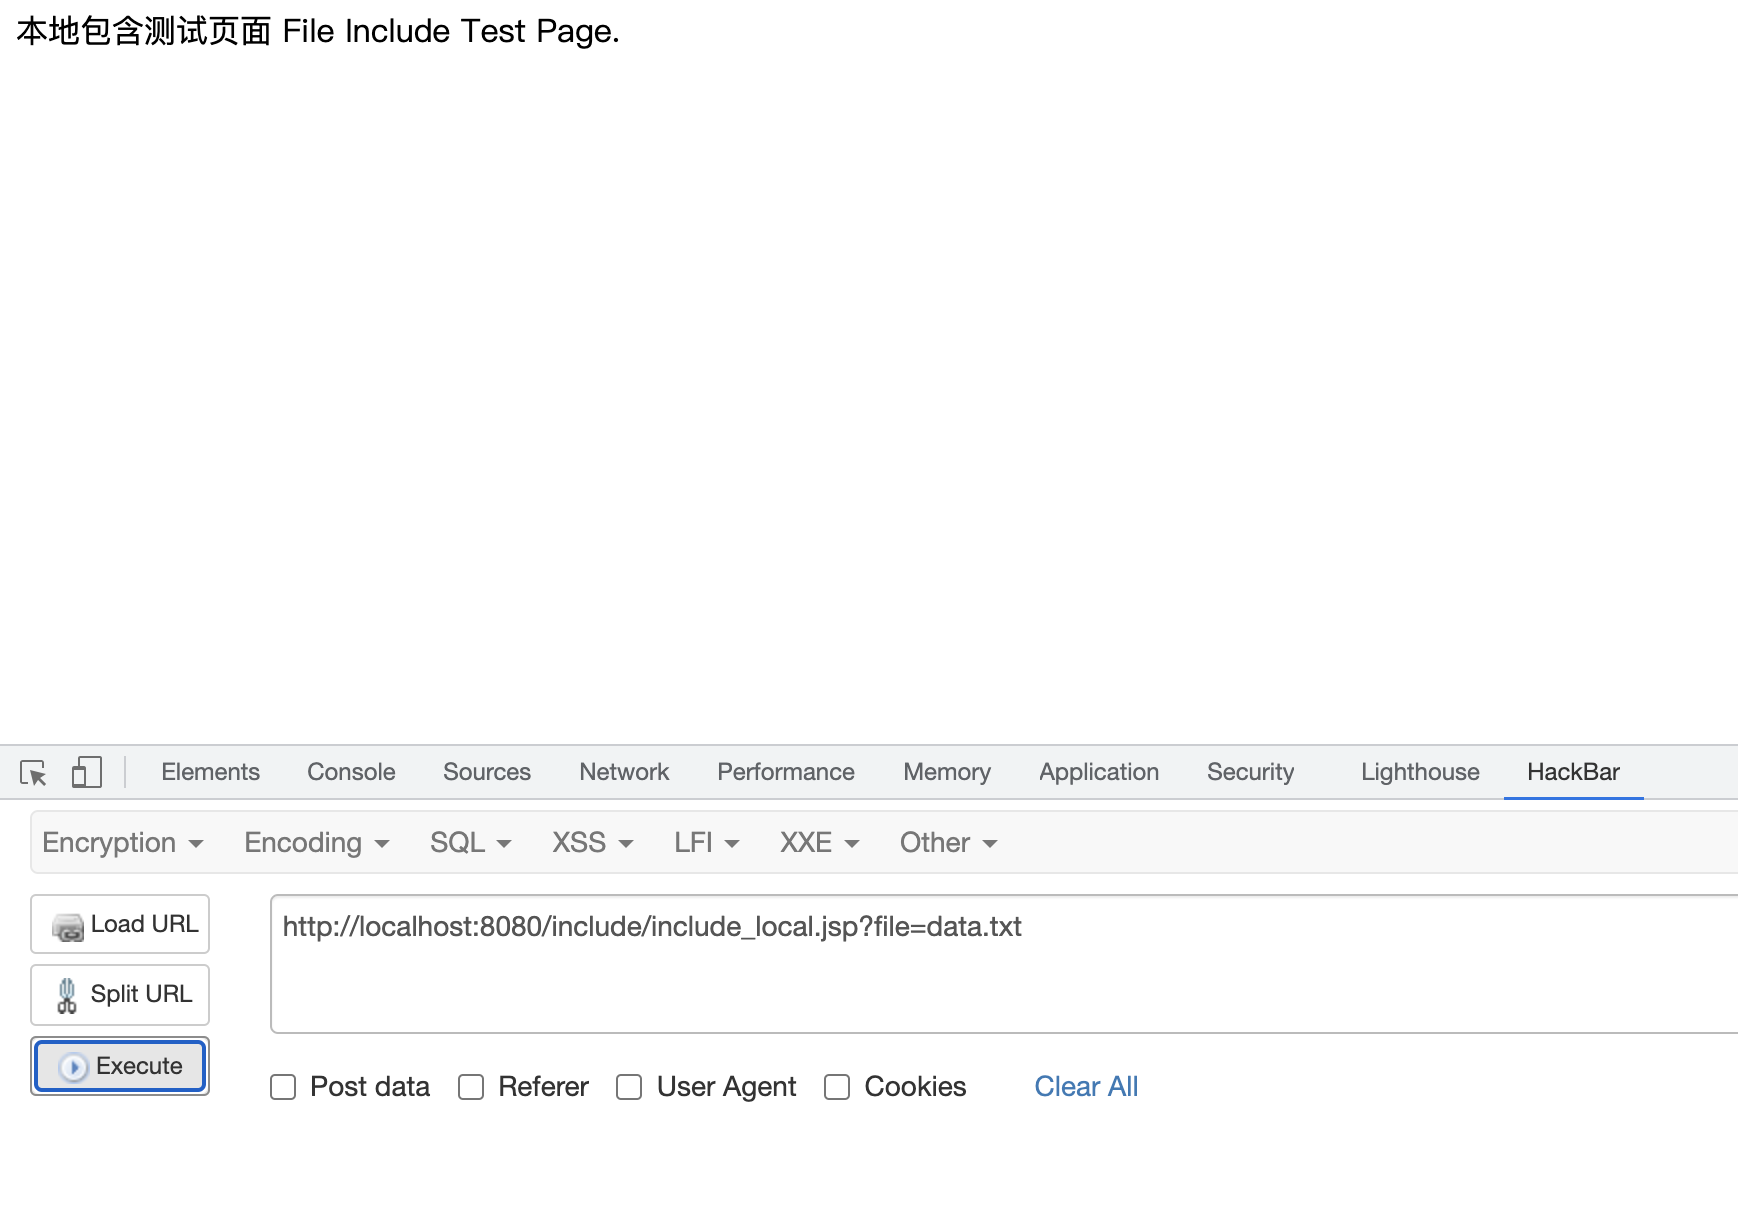 本地包含测试页面 File Include Test Page.
Elements Console Sources Network Performance Memory Application Security Lighthouse HackBar
Encryption Encoding SQL XSS LFI XXE Other
Load URL
http://localhost:8080/include/include_local.jsp?file=data.txt
Split URL
Execute
Post data Referer User Agent Cookies Clear All